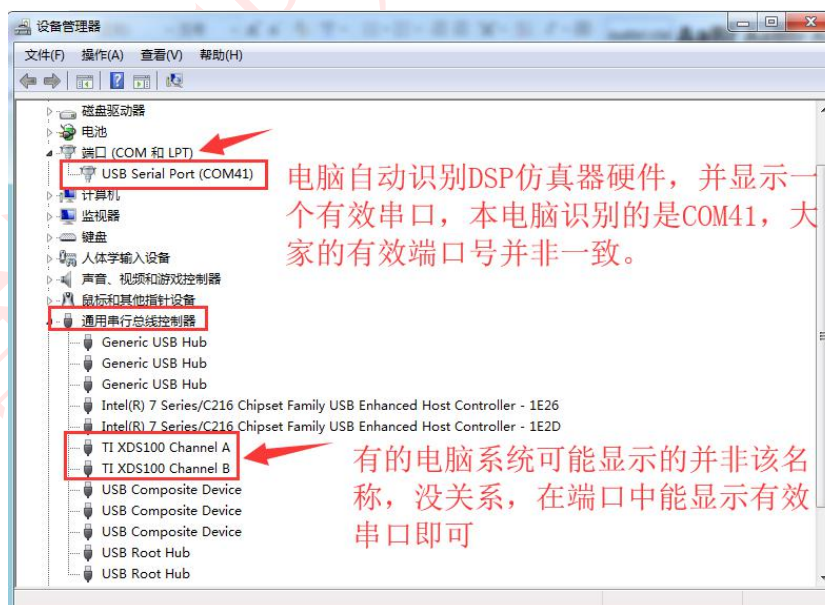 设备管理器
文件(F) 操作(A) 查看(V) 帮助(H)
磁盘驱动器
电池
端口 (COM 和 LPT)
USB Serial Port (COM41)
计算机
监视器
键盘
人体学输入设备
声音、视频和游戏控制器
鼠标和其他指针设备
通用串行总线控制器
Generic USB Hub
Generic USB Hub
Generic USB Hub
Intel(R) 7 Series/C216 Chipset Family USB Enhanced Host Controller - 1E26
Intel(R) 7 Series/C216 Chipset Family USB Enhanced Host Controller - 1E2D
TI XDS100 Channel A
TI XDS100 Channel B
USB Composite Device
USB Composite Device
USB Composite Device
USB Root Hub
USB Root Hub
电脑自动识别DSP仿真器硬件，并显示一
个有效串口，本电脑识别的是COM41，大
家的有效端口号并非一致。
有的电脑系统可能显示的并非该名
称，没关系，在端口中能显示有效
串口即可